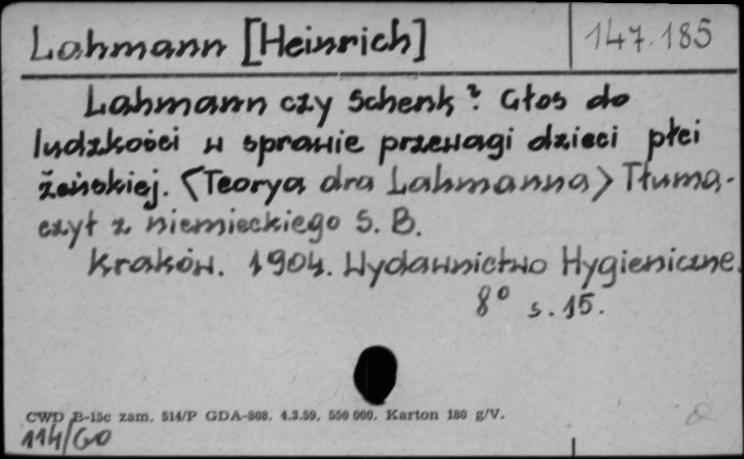 Lahmann [Heinrich] 147.185
Lahmann czy Schenk? Głos do
ludzkości w sprawie przewagi dzieci płci
żeńskiej. (Teorya dra Lahmanna) Tłuma-
czył z niemieckiego S. B.
Kraków. 1904. Wydawnictwo Hygieniczne.
8° s. 15.
CWD B-15c zam. 514/P GDA-808. 4.3.59. 550 000. Karton 180 g/V.
114/60